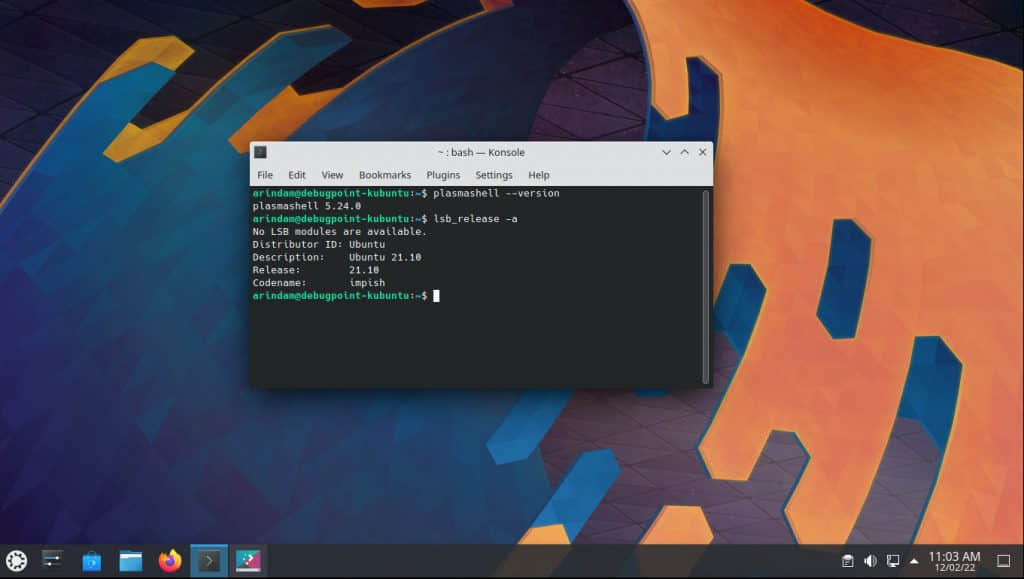 ~ : bash — Konsole
File Edit View Bookmarks Plugins Settings Help
arindam@debugpoint-kubuntu:~$ plasmashell --version
plasmashell 5.24.0
arindam@debugpoint-kubuntu:~$ lsb_release -a
No LSB modules are available.
Distributor ID: Ubuntu
Description:    Ubuntu 21.10
Release:        21.10
Codename:       impish
arindam@debugpoint-kubuntu:~$
11:03 AM
12/02/22